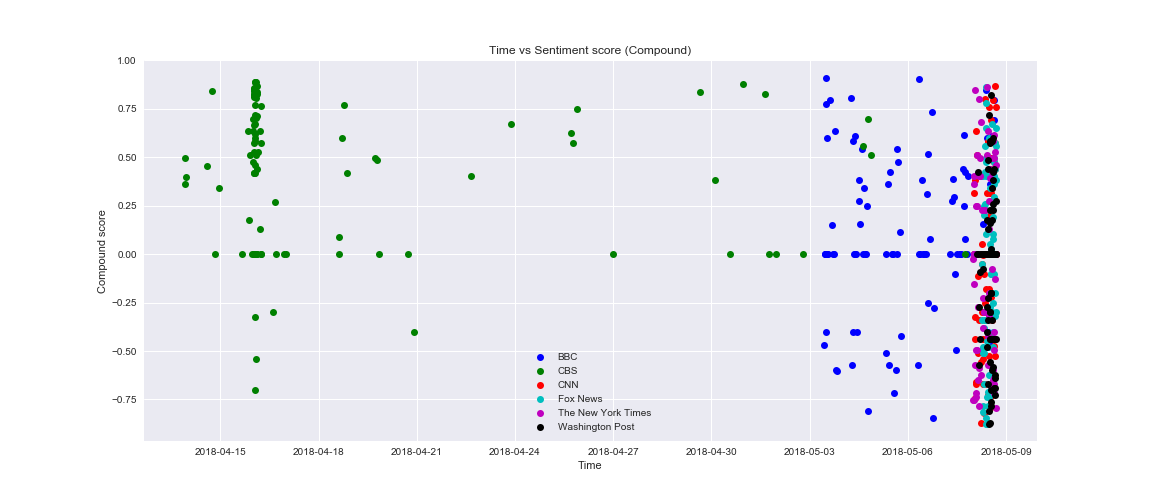 Time vs Sentiment score (Compound)
1.00
0.75
0.50
0.25
0.00
−0.25
−0.50
−0.75
Compound score
BBC
CBS
CNN
Fox News
The New York Times
Washington Post
2018-04-15 2018-04-18 2018-04-21 2018-04-24 2018-04-27 2018-04-30 2018-05-03 2018-05-06 2018-05-09
Time